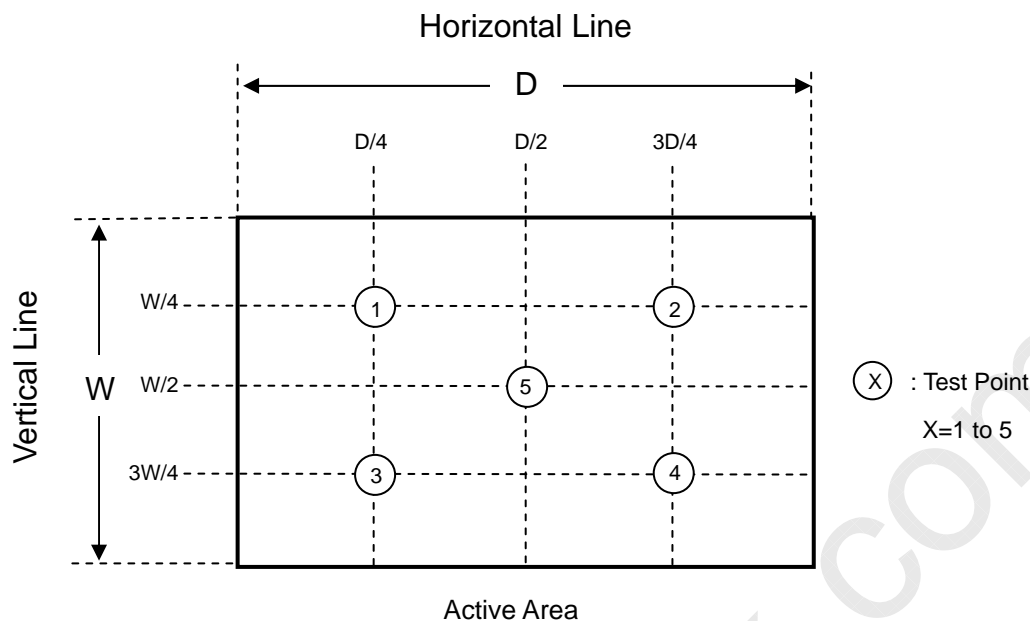 Horizontal Line
D
D/4 D/2 3D/4
Vertical Line
W
W/4
1 2
W/2
5
X : Test Point
X=1 to 5
3W/4
3 4
Active Area
com